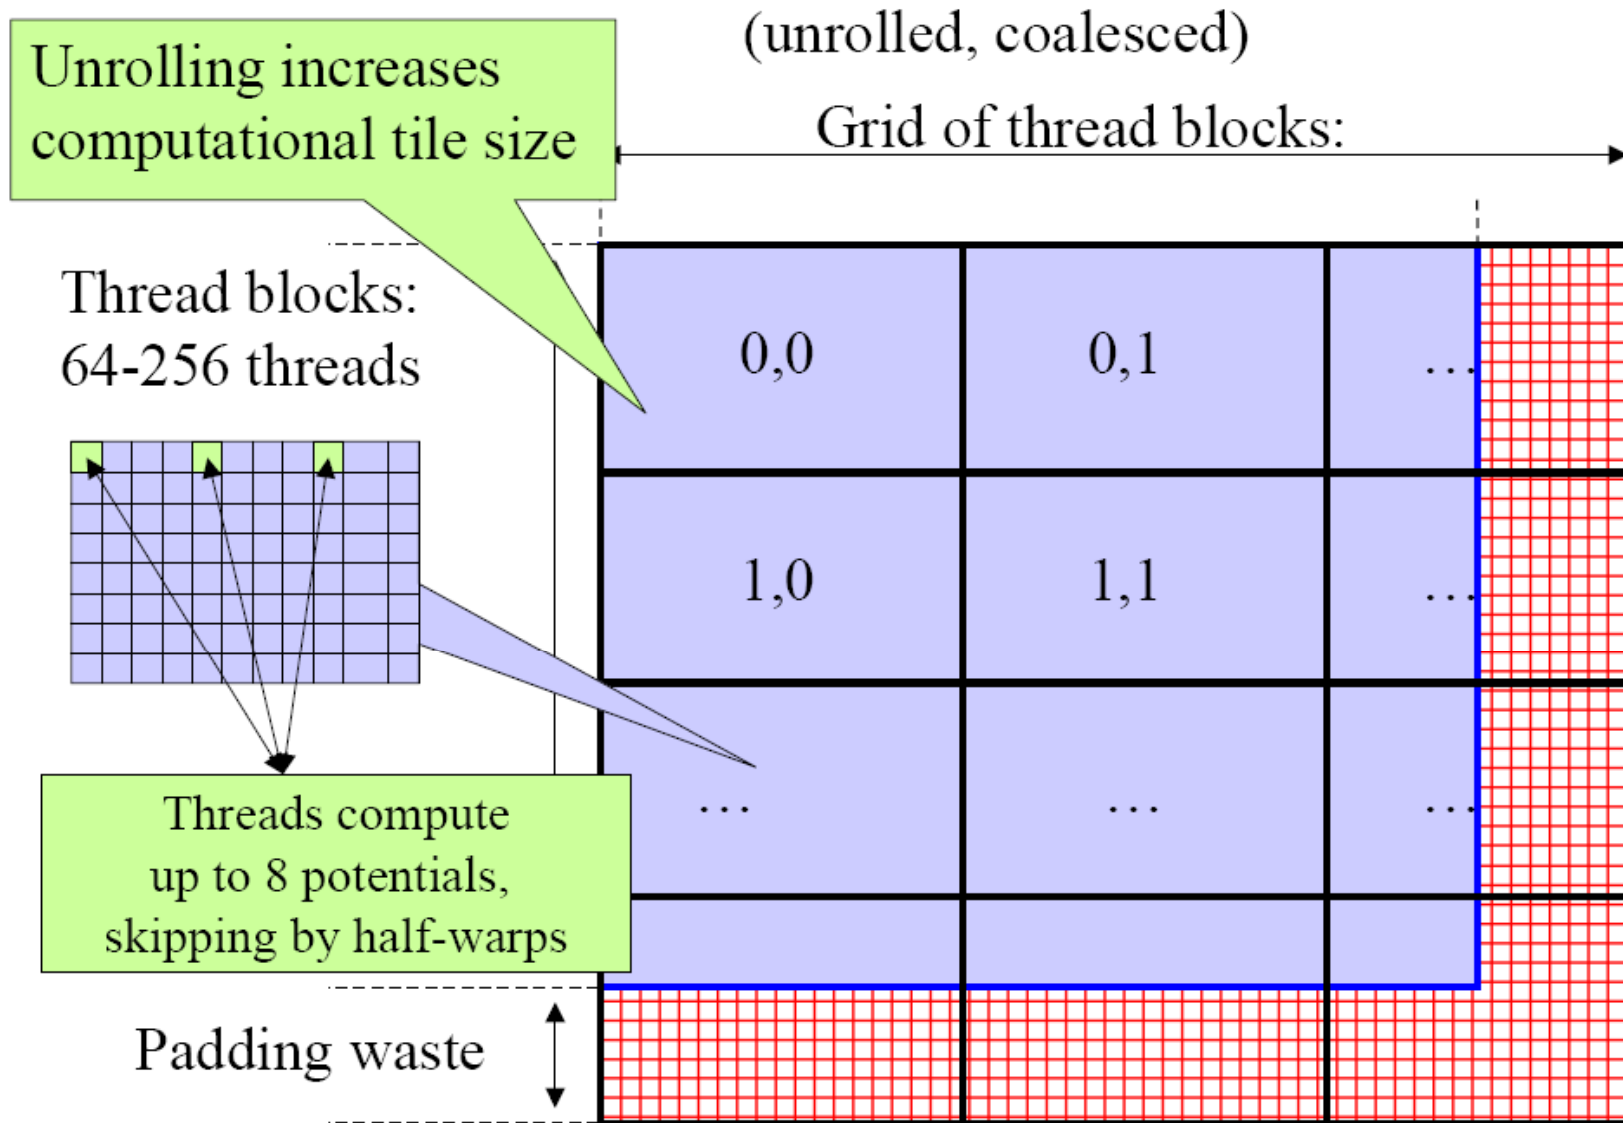 (unrolled, coalesced)
Unrolling increases
computational tile size
Grid of thread blocks:
Thread blocks:
64-256 threads
0,0
0,1
…
1,0
1,1
…
…
…
…
Threads compute
up to 8 potentials,
skipping by half-warps
Padding waste